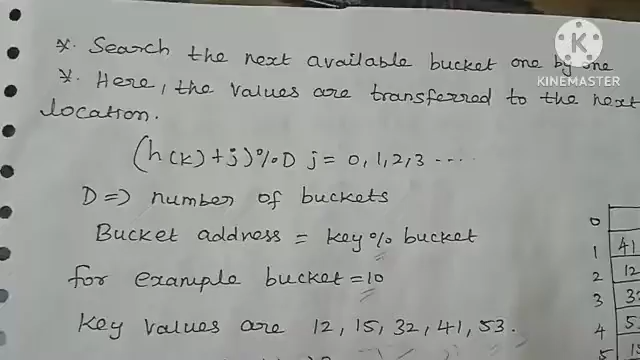 *. Search the next available bucket one by one
*. Here, the values are transferred to the next
location.
(h(k)+j)%D j = 0,1,2,3 ----
D=> number of buckets
Bucket address = key % bucket
for example bucket=10
Key values are 12, 15, 32, 41, 53.
0
1 41
2 12
3
4
5
K
KINEMASTER